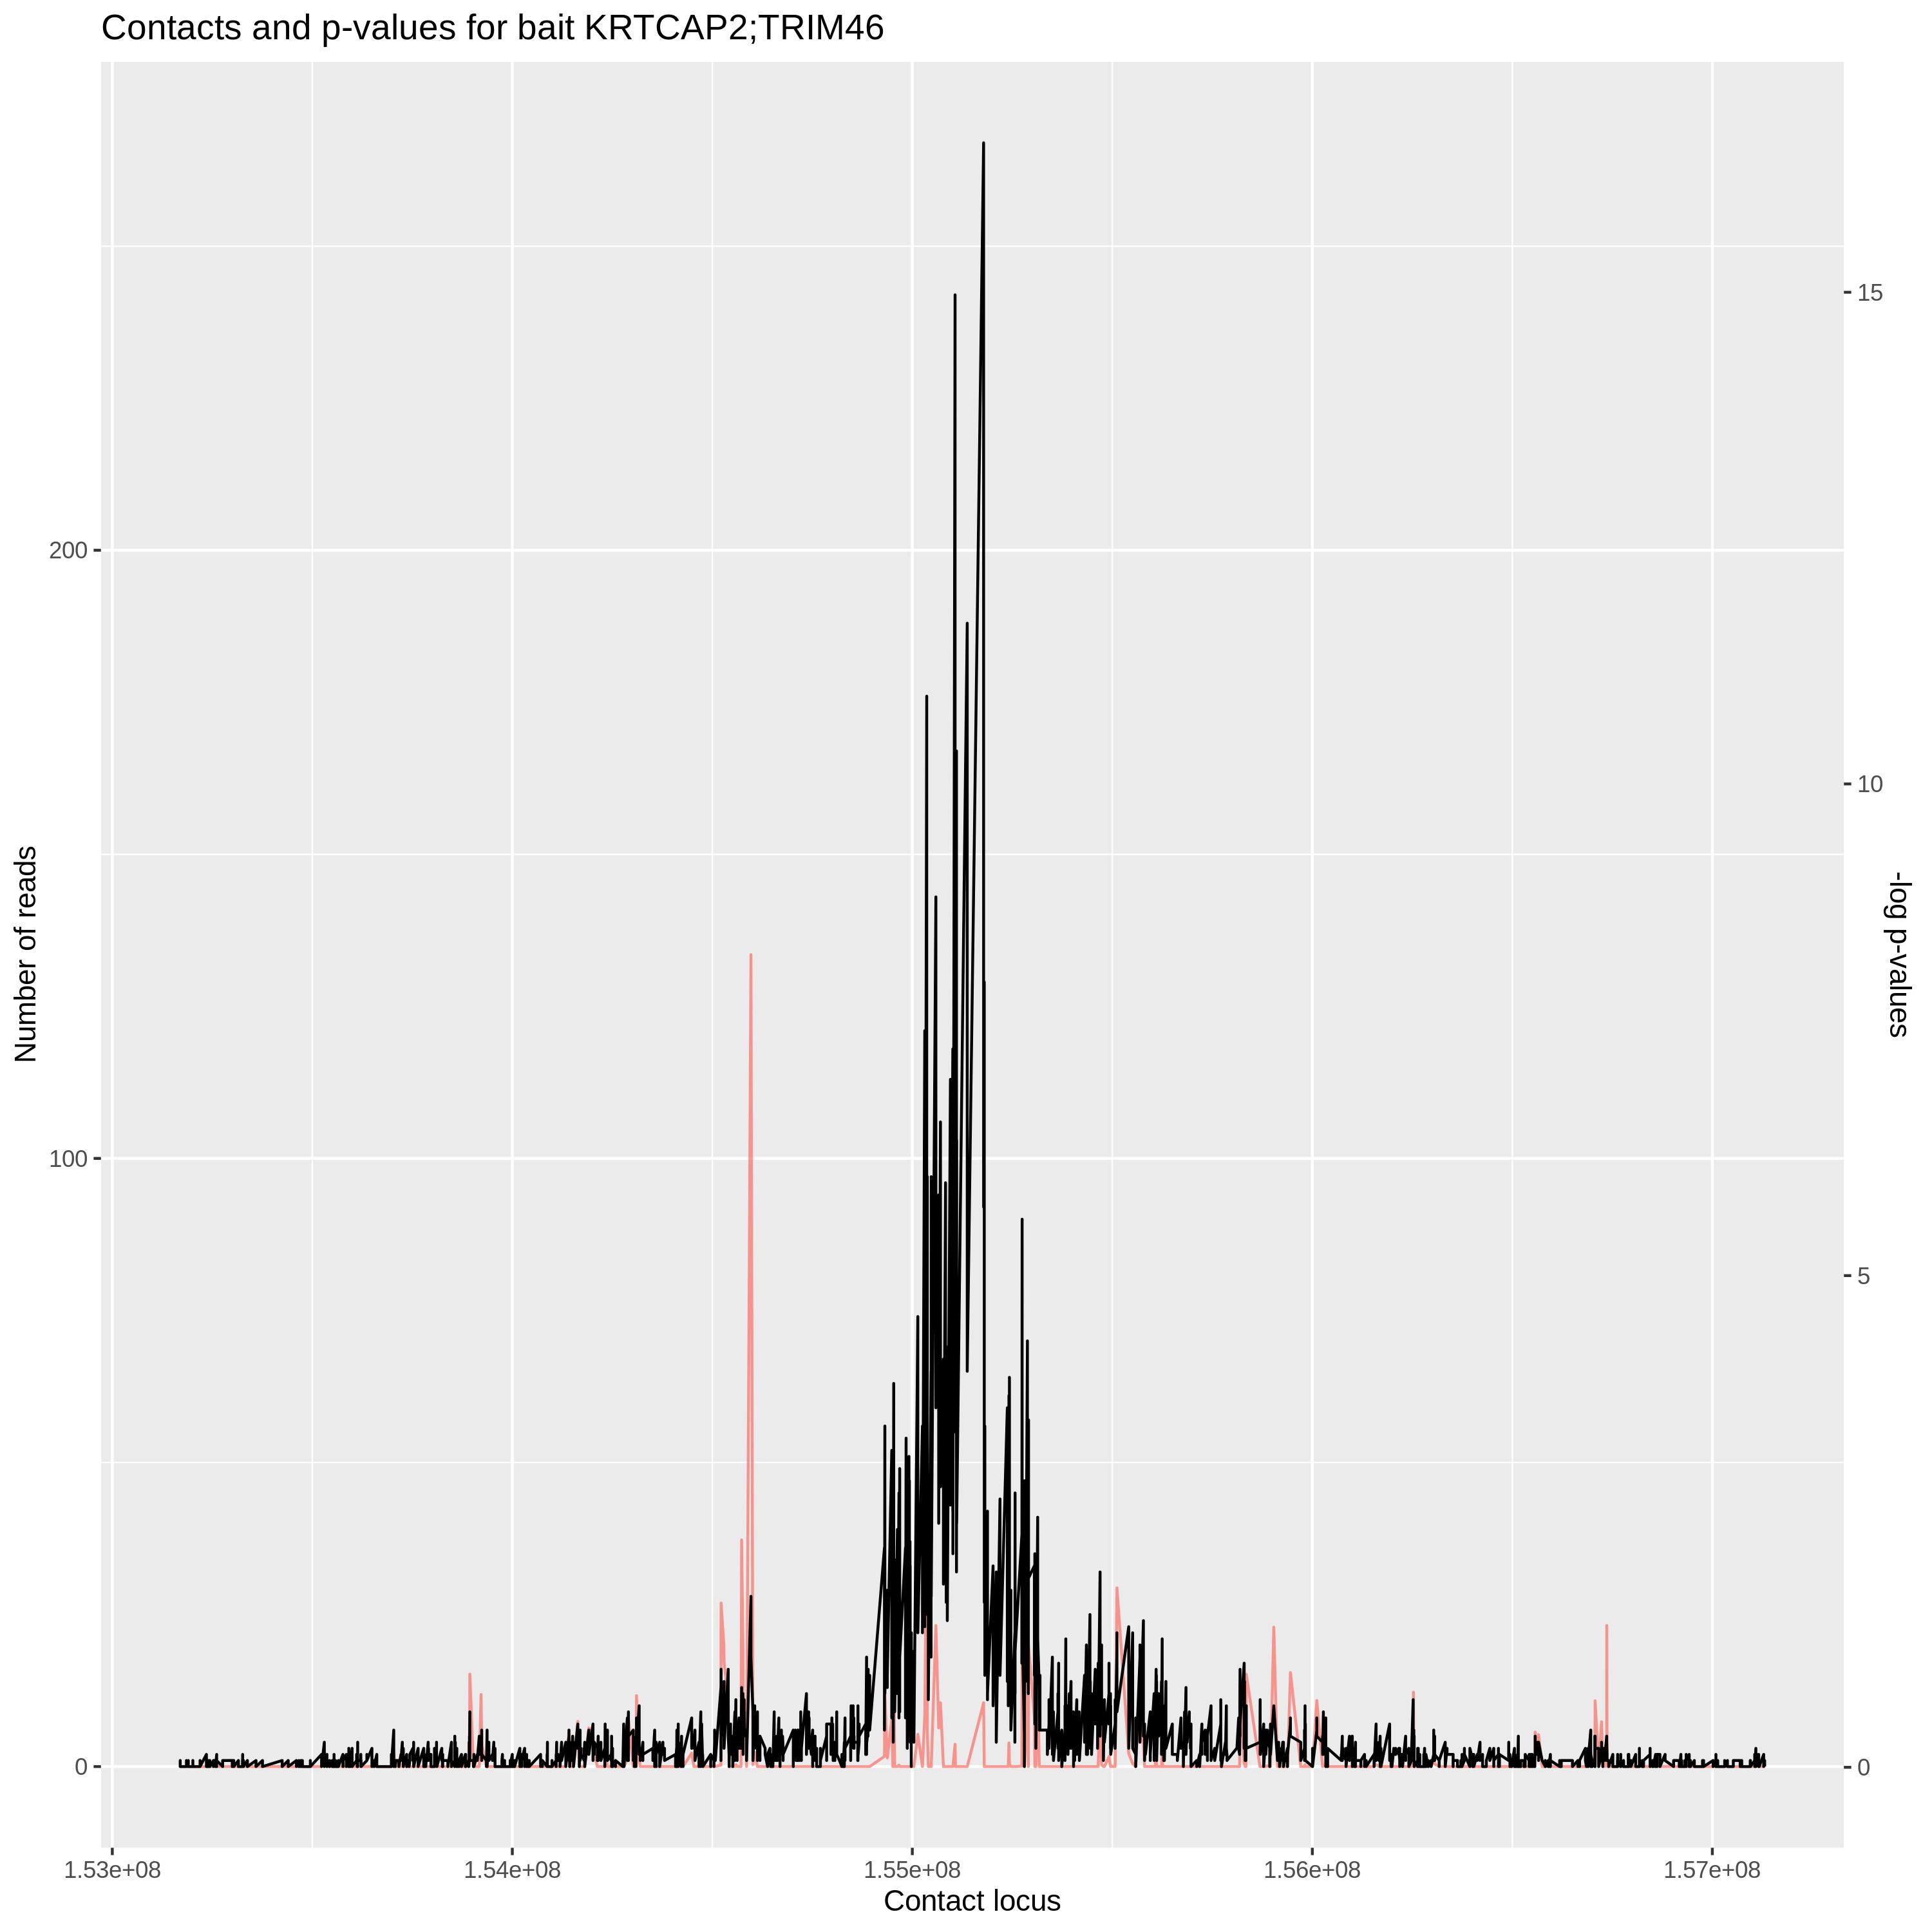 Contacts and p-values for bait KRTCAP2;TRIM46
Number of reads
200
100
0
15
10
5
0
-log p-values
1.53e+08
1.54e+08
1.55e+08
1.56e+08
1.57e+08
Contact locus